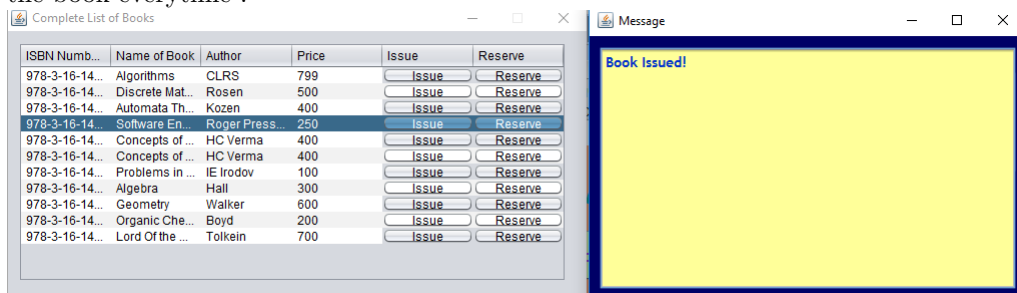 the book everytime .
Complete List of Books
Message
ISBN Numb... Name of Book Author Price Issue Reserve
978-3-16-14... Algorithms CLRS 799 Issue Reserve
978-3-16-14... Discrete Mat... Rosen 500 Issue Reserve
978-3-16-14... Automata Th... Kozen 400 Issue Reserve
978-3-16-14... Software En... Roger Press... 250 Issue Reserve
978-3-16-14... Concepts of ... HC Verma 400 Issue Reserve
978-3-16-14... Concepts of ... HC Verma 400 Issue Reserve
978-3-16-14... Problems in ... IE Irodov 100 Issue Reserve
978-3-16-14... Algebra Hall 300 Issue Reserve
978-3-16-14... Geometry Walker 600 Issue Reserve
978-3-16-14... Organic Che... Boyd 200 Issue Reserve
978-3-16-14... Lord Of the ... Tolkein 700 Issue Reserve
Book Issued!